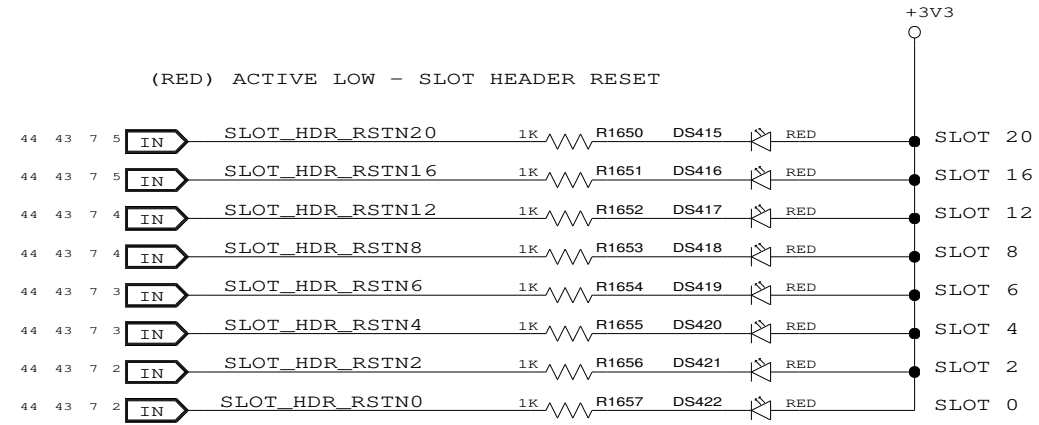 +3V3
(RED) ACTIVE LOW – SLOT HEADER RESET
44 43 7 5 IN SLOT_HDR_RSTN20 1K R1650 DS415 RED SLOT 20
44 43 7 5 IN SLOT_HDR_RSTN16 1K R1651 DS416 RED SLOT 16
44 43 7 4 IN SLOT_HDR_RSTN12 1K R1652 DS417 RED SLOT 12
44 43 7 4 IN SLOT_HDR_RSTN8 1K R1653 DS418 RED SLOT 8
44 43 7 3 IN SLOT_HDR_RSTN6 1K R1654 DS419 RED SLOT 6
44 43 7 3 IN SLOT_HDR_RSTN4 1K R1655 DS420 RED SLOT 4
44 43 7 2 IN SLOT_HDR_RSTN2 1K R1656 DS421 RED SLOT 2
44 43 7 2 IN SLOT_HDR_RSTN0 1K R1657 DS422 RED SLOT 0